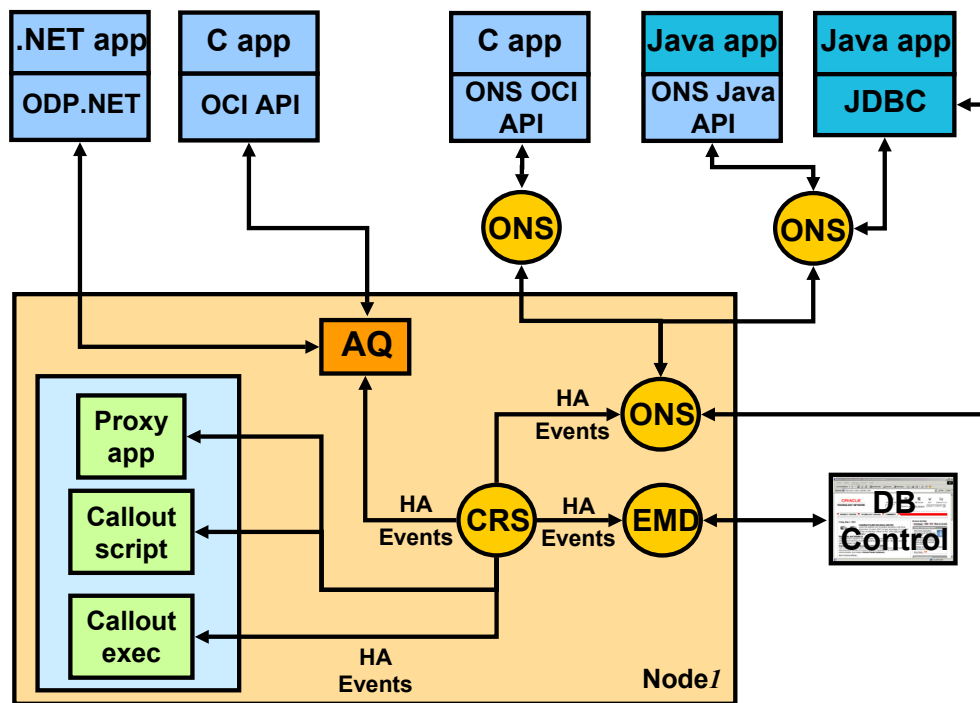 .NET app
C app
C app
Java app
Java app
ODP.NET
OCI API
ONS OCI
API
ONS Java
API
JDBC
ONS
ONS
AQ
Proxy
app
HA
Events
ONS
Callout
script
HA
Events
CRS
HA
Events
EMD
ORACLE
DB
Control
Callout
exec
HA
Events
Node1